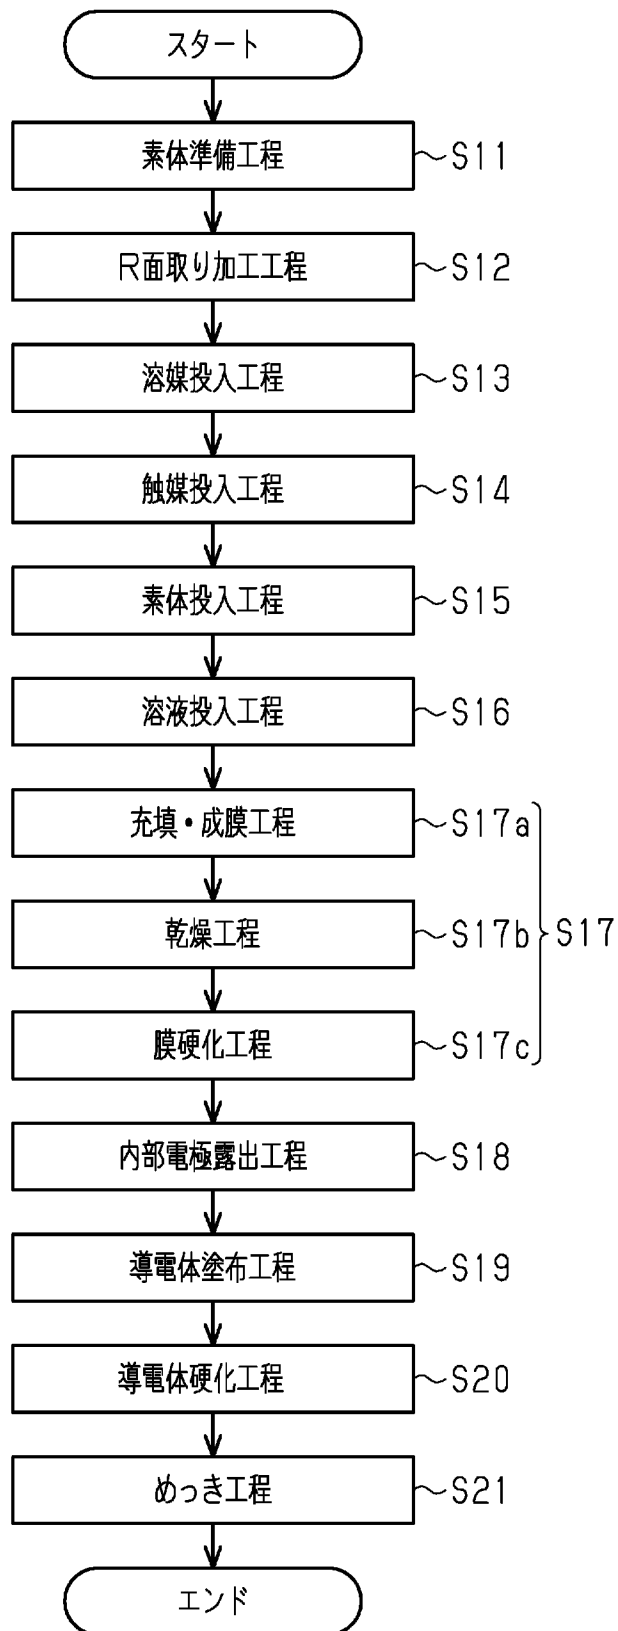 スタート
素体準備工程 S11
R面取り加工工程 S12
溶媒投入工程 S13
触媒投入工程 S14
素体投入工程 S15
溶液投入工程 S16
充填・成膜工程 S17a
乾燥工程 S17b S17
膜硬化工程 S17c
内部電極露出工程 S18
導電体塗布工程 S19
導電体硬化工程 S20
めっき工程 S21
エンド